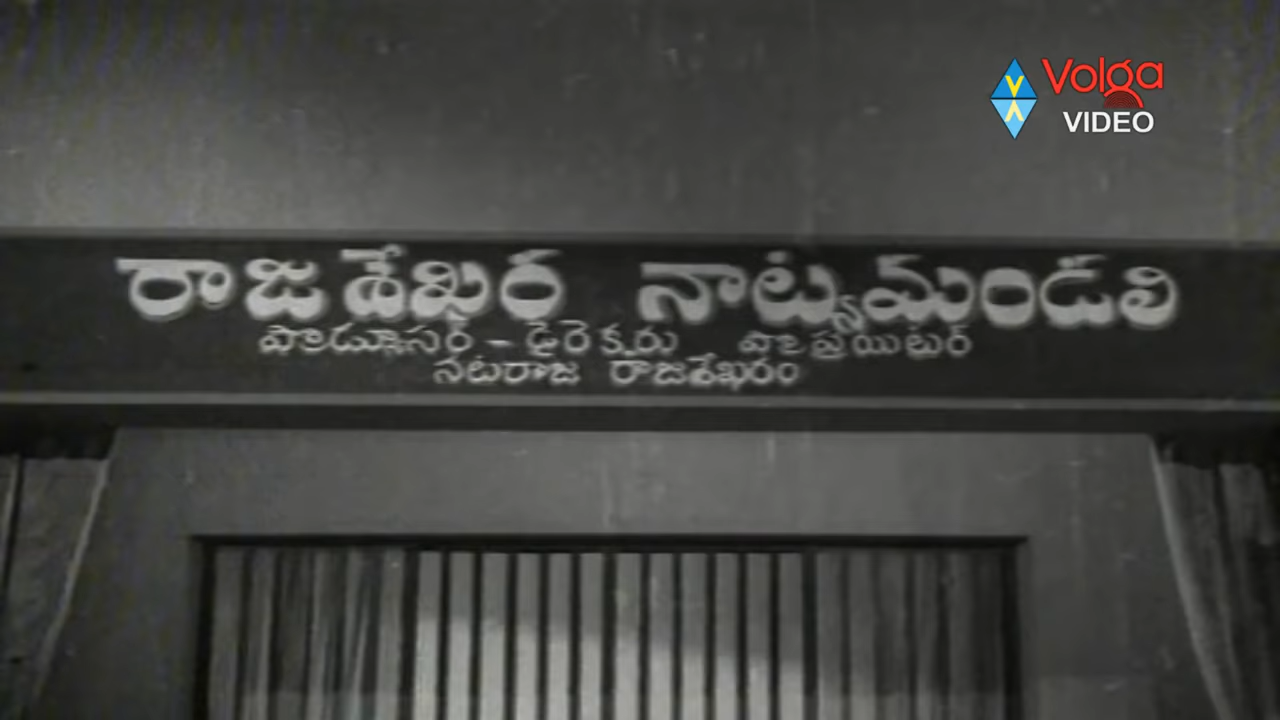 Volga
VIDEO
రాజశేఖర నాట్యమండలి
ప్రొడ్యూసర్ - డైరెక్టరు ప్రొప్రయిటర్
నటరాజ రాజశేఖరం